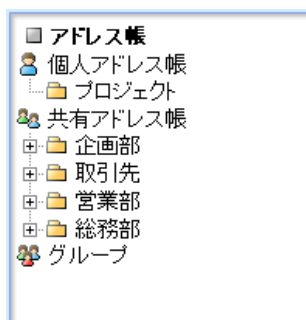 アドレス帳
個人アドレス帳
プロジェクト
共有アドレス帳
企画部
取引先
営業部
総務部
グループ